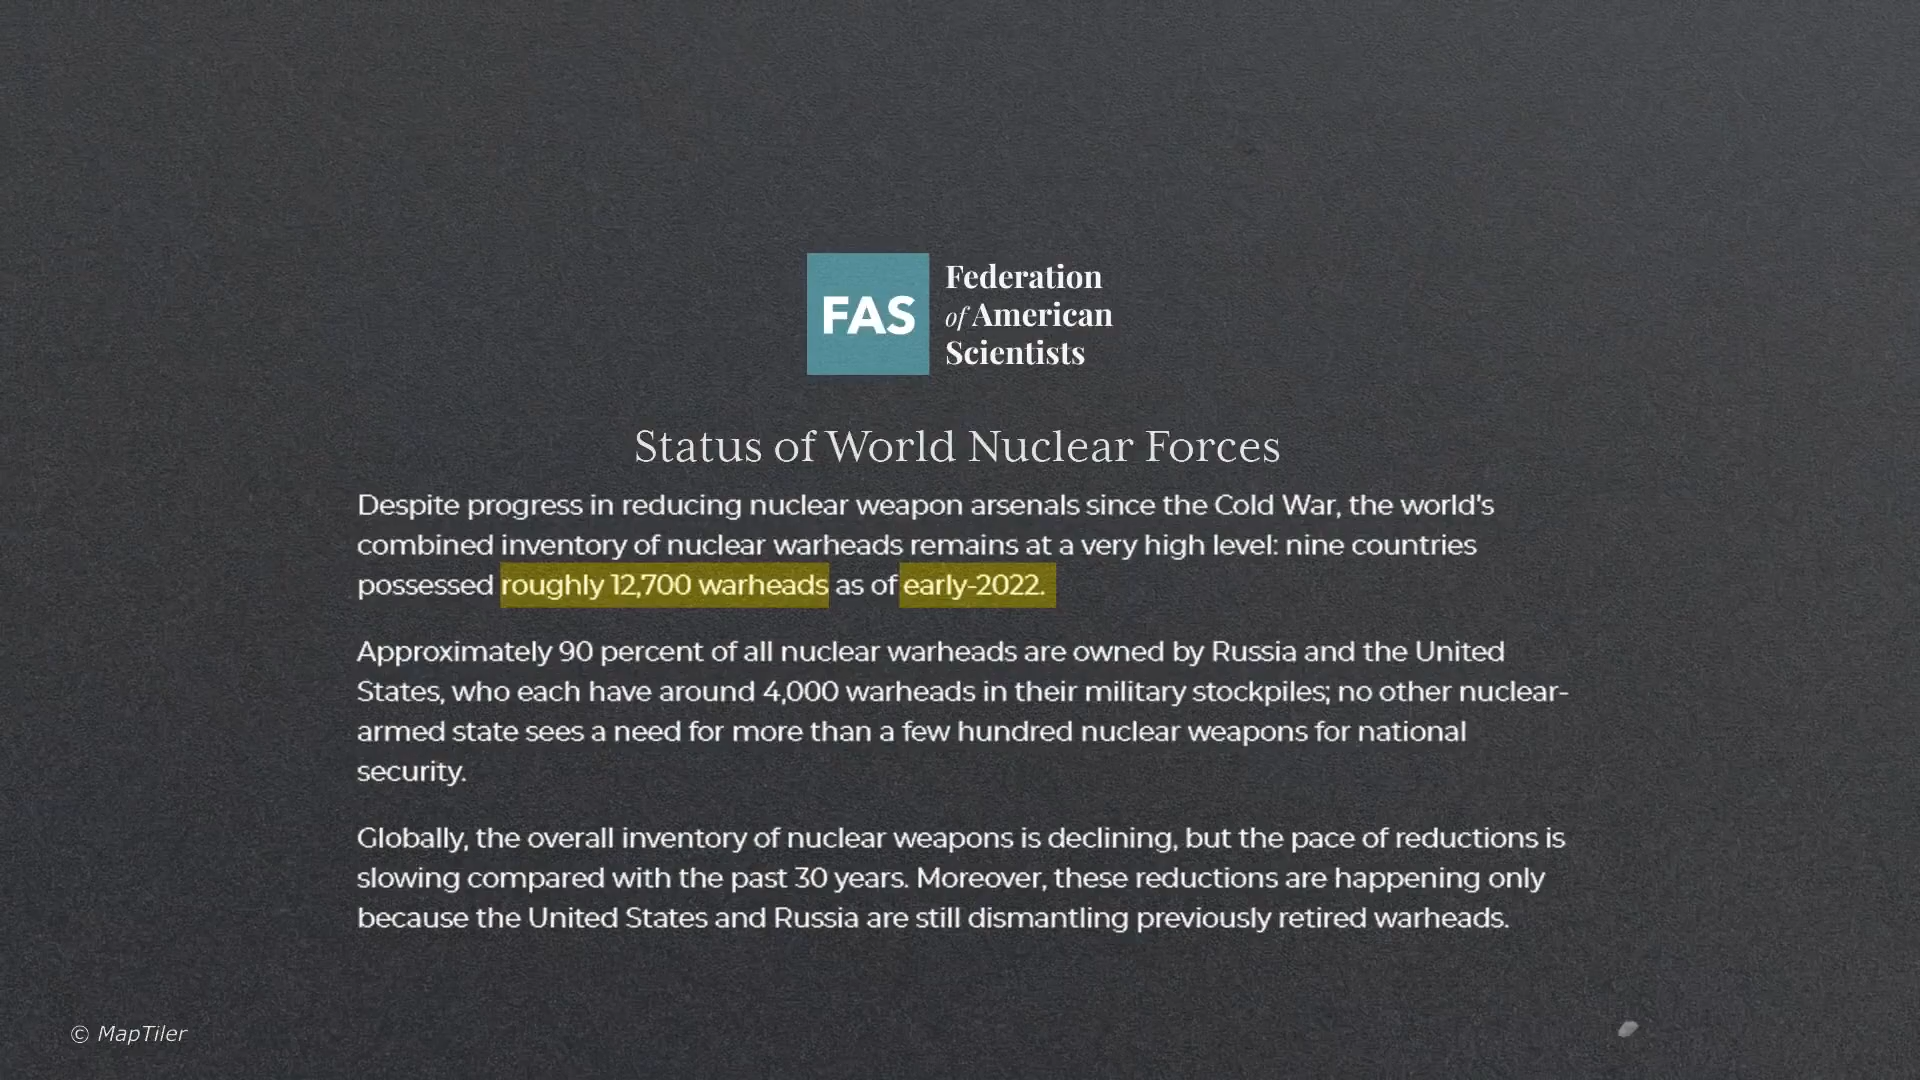 FAS
Federation
of American
Scientists
Status of World Nuclear Forces
Despite progress in reducing nuclear weapon arsenals since the Cold War, the world's
combined inventory of nuclear warheads remains at a very high level: nine countries
possessed roughly 12,700 warheads as of early-2022.
Approximately 90 percent of all nuclear warheads are owned by Russia and the United
States, who each have around 4,000 warheads in their military stockpiles; no other nuclear-
armed state sees a need for more than a few hundred nuclear weapons for national
security.
Globally, the overall inventory of nuclear weapons is declining, but the pace of reductions is
slowing compared with the past 30 years. Moreover, these reductions are happening only
because the United States and Russia are still dismantling previously retired warheads.
© MapTiler